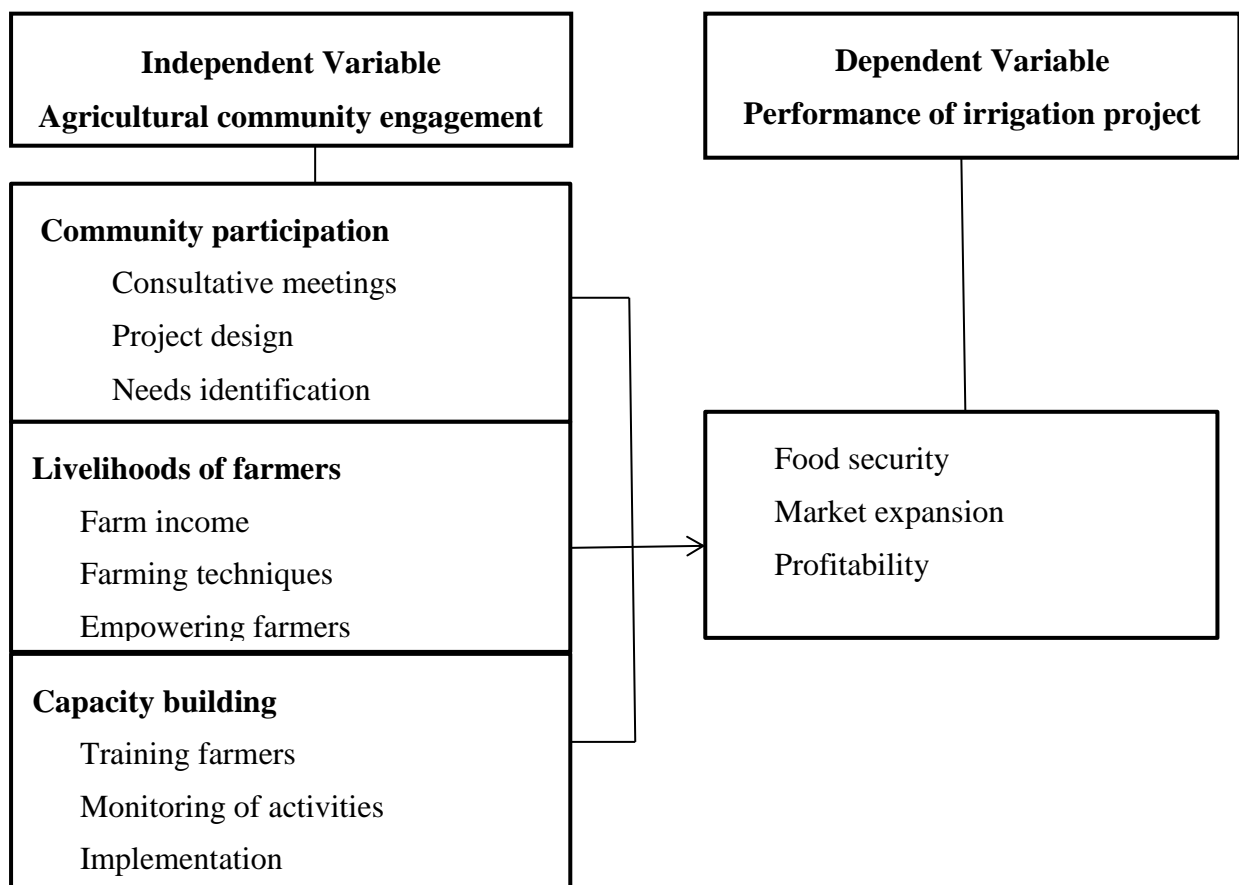 Independent Variable
Agricultural community engagement
Dependent Variable
Performance of irrigation project
Community participation
Consultative meetings
Project design
Needs identification
Livelihoods of farmers
Farm income
Farming techniques
Empowering farmers
Capacity building
Training farmers
Monitoring of activities
Implementation
Food security
Market expansion
Profitability